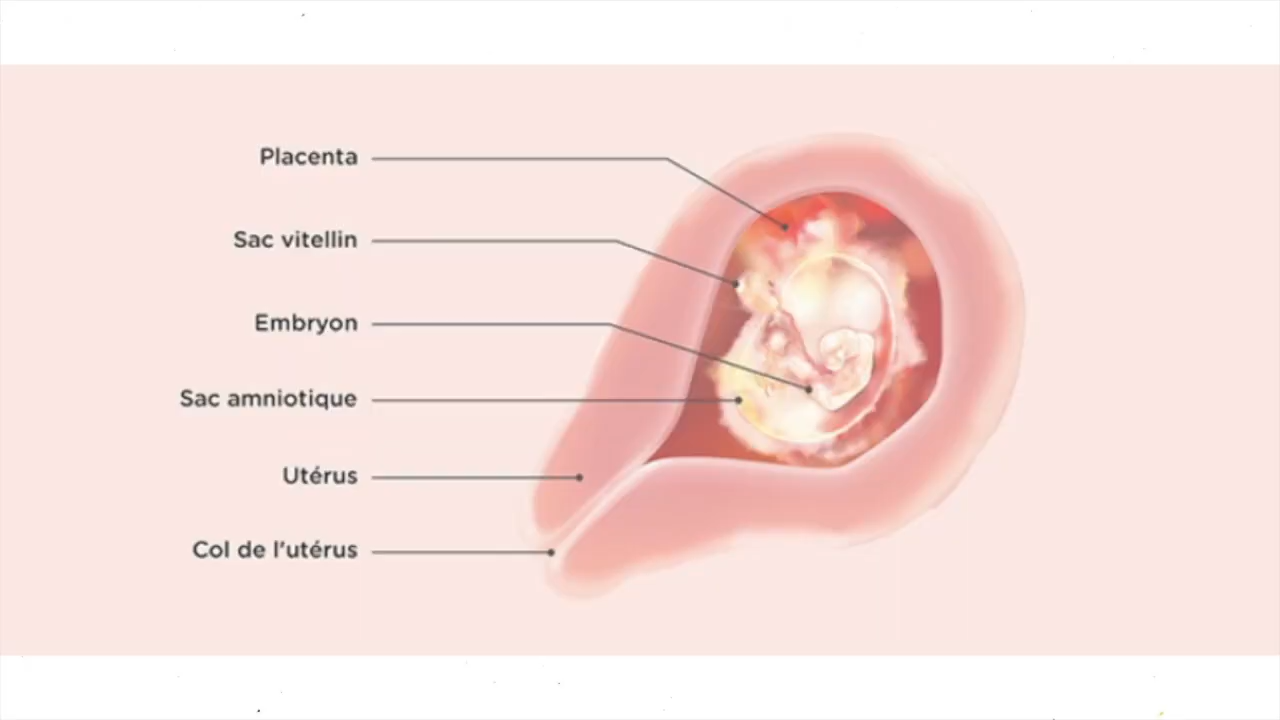 Placenta
Sac vitellin
Embryon
Sac amniotique
Utérus
Col de l'utérus